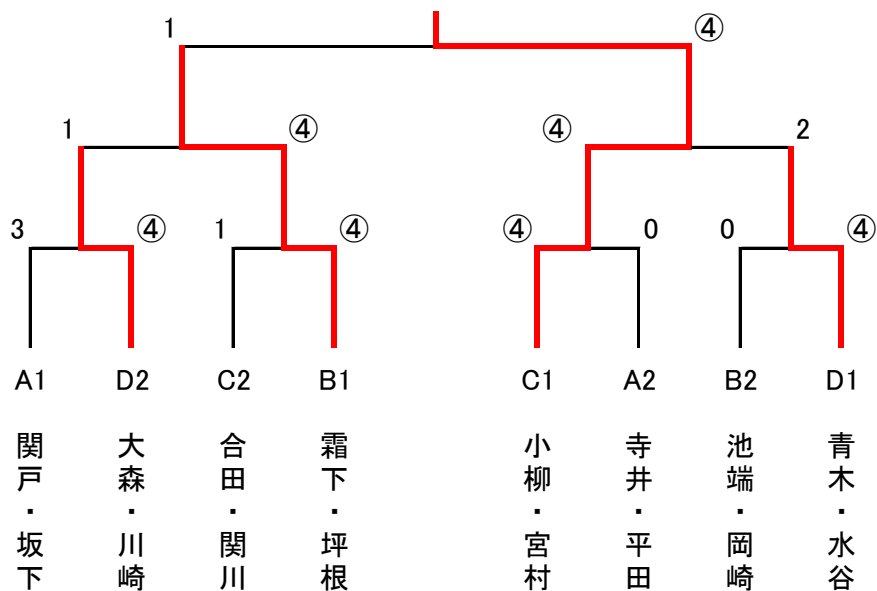 1 ④
1 ④ ④ 2
3 ④ 1 ④ ④ 0 0 ④
A1 D2 C2 B1 C1 A2 B2 D1
関戸・坂下
大森・川崎
合田・関川
霜下・坪根
小柳・宮村
寺井・平田
池端・岡崎
青木・水谷